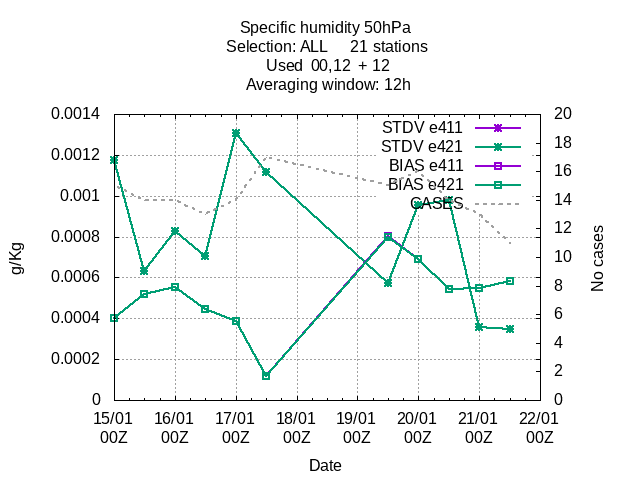 Specific humidity 50hPa
Selection: ALL     21 stations
Used  00,12  + 12
Averaging window: 12h
0.0014
0.0012
0.001
0.0008
0.0006
0.0004
0.0002
0
20
18
16
14
12
10
8
6
4
2
0
STDV e411
STDV e421
BIAS e411
BIAS e421
CASES
g/Kg
No cases
15/01 16/01 17/01 18/01 19/01 20/01 21/01 22/01
00Z 00Z 00Z 00Z 00Z 00Z 00Z 00Z
Date